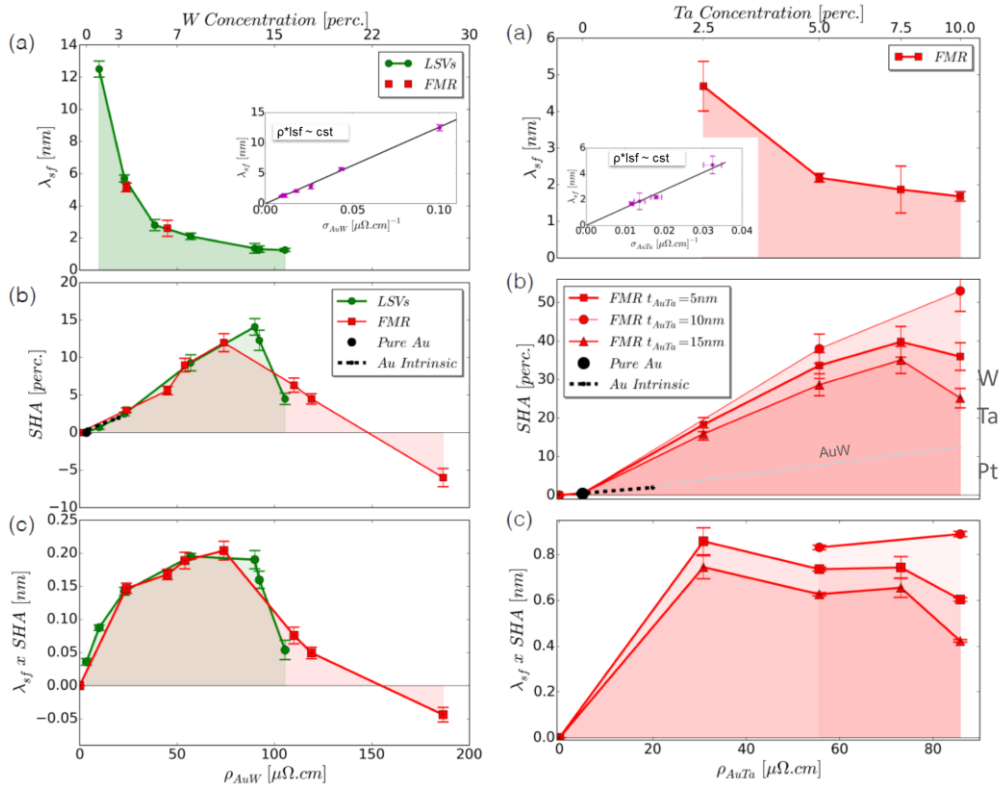 W Concentration [perc.]
0 3 7 15 22 30
(a)
14
12
10
8
6
4
2
0
λsf [nm]
LSVs
FMR
ρ*lsf ~ cst
15
10
5
0
λsf [nm]
0.00 0.05 0.10
σAuW [μΩ.cm]⁻¹
(b)
20
15
10
5
0
−5
−10
SHA [perc.]
LSVs
FMR
Pure Au
Au Intrinsic
(c)
0.25
0.20
0.15
0.10
0.05
0.00
−0.05
λsf x SHA [nm]
0 50 100 150 200
ρAuW [μΩ.cm]
Ta Concentration [perc.]
0 2.5 5.0 7.5 10.0
(a)
6
5
4
3
2
1
0
λsf [nm]
FMR
ρ*lsf ~ cst
6
4
2
0
λsf [nm]
0.00 0.01 0.02 0.03 0.04
σAuTa [μΩ.cm]⁻¹
(b)
50
40
30
20
10
0
SHA [perc.]
FMR tAuTa=5nm
FMR tAuTa=10nm
FMR tAuTa=15nm
Pure Au
Au Intrinsic
AuW
W
Ta
Pt
(c)
0.8
0.6
0.4
0.2
0.0
λsf x SHA [nm]
0 20 40 60 80
ρAuTa [μΩ.cm]